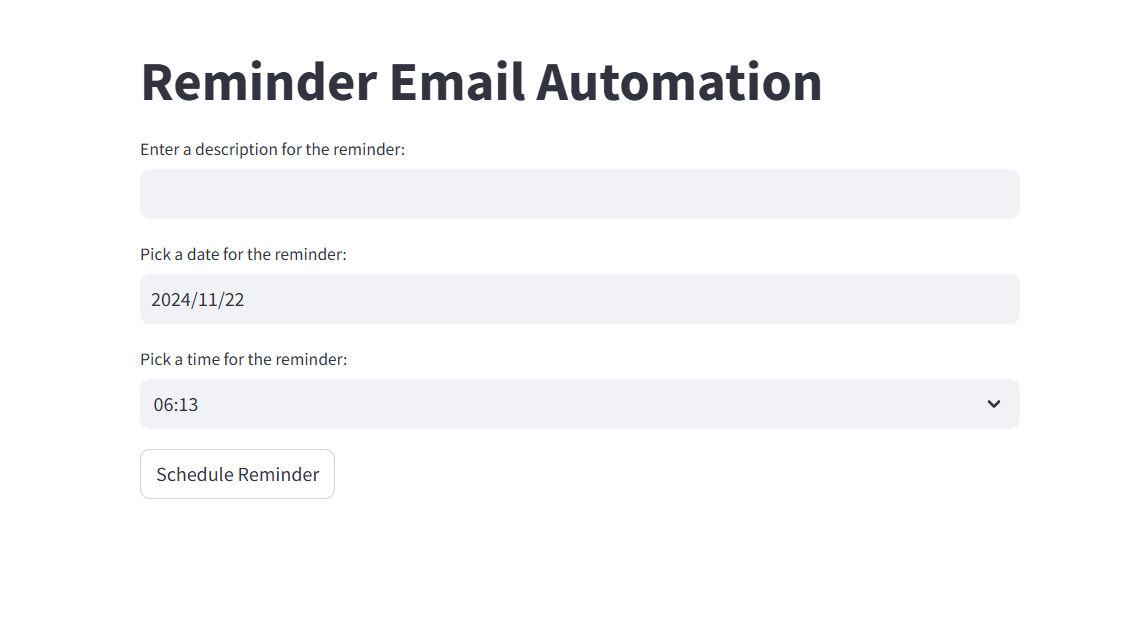 Reminder Email Automation
Enter a description for the reminder:
Pick a date for the reminder:
2024/11/22
Pick a time for the reminder:
06:13
Schedule Reminder